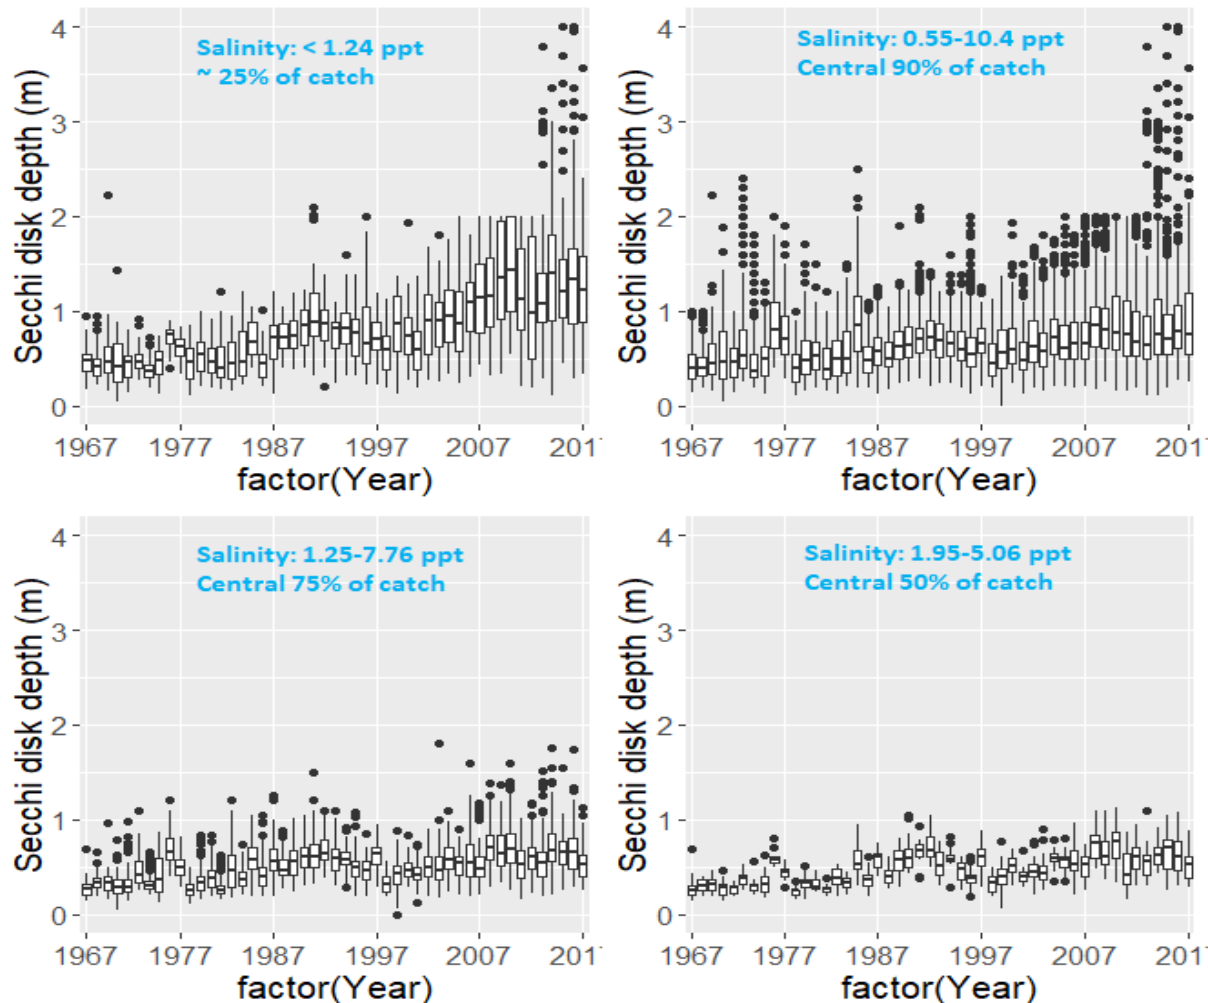 Salinity: < 1.24 ppt
~ 25% of catch
Secchi disk depth (m)
4
3
2
1
0
1967 1977 1987 1997 2007 201
factor(Year)
Salinity: 0.55-10.4 ppt
Central 90% of catch
Secchi disk depth (m)
4
3
2
1
0
1967 1977 1987 1997 2007 201
factor(Year)
Salinity: 1.25-7.76 ppt
Central 75% of catch
Secchi disk depth (m)
4
3
2
1
0
1967 1977 1987 1997 2007 201
factor(Year)
Salinity: 1.95-5.06 ppt
Central 50% of catch
Secchi disk depth (m)
4
3
2
1
0
1967 1977 1987 1997 2007 201
factor(Year)